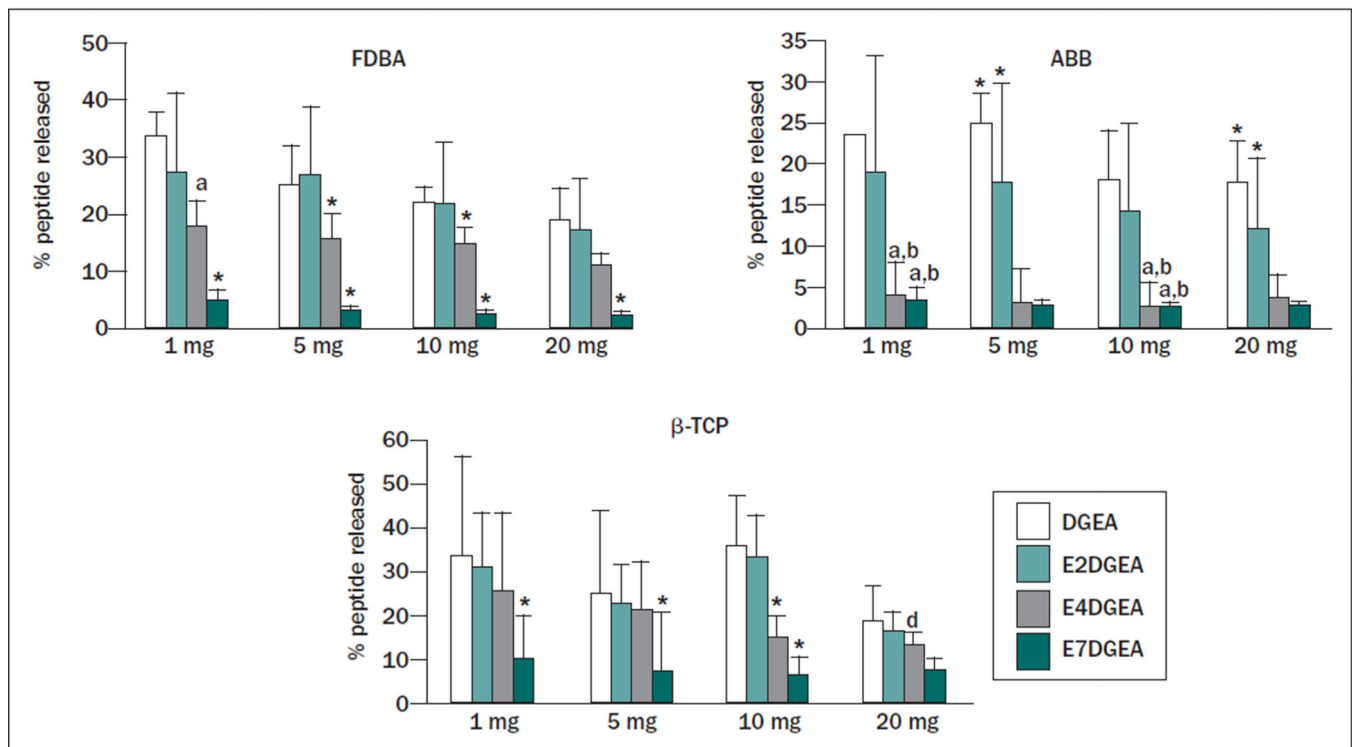 FDBA
% peptide released
50
40
30
20
10
0
a
*
*
*
*
*
*
1 mg 5 mg 10 mg 20 mg
ABB
% peptide released
35
30
25
20
15
10
5
0
* * * *
a,b a,b a,b a,b
1 mg 5 mg 10 mg 20 mg
β-TCP
% peptide released
60
50
40
30
20
10
0
* * * * d
1 mg 5 mg 10 mg 20 mg
DGEA
E2DGEA
E4DGEA
E7DGEA